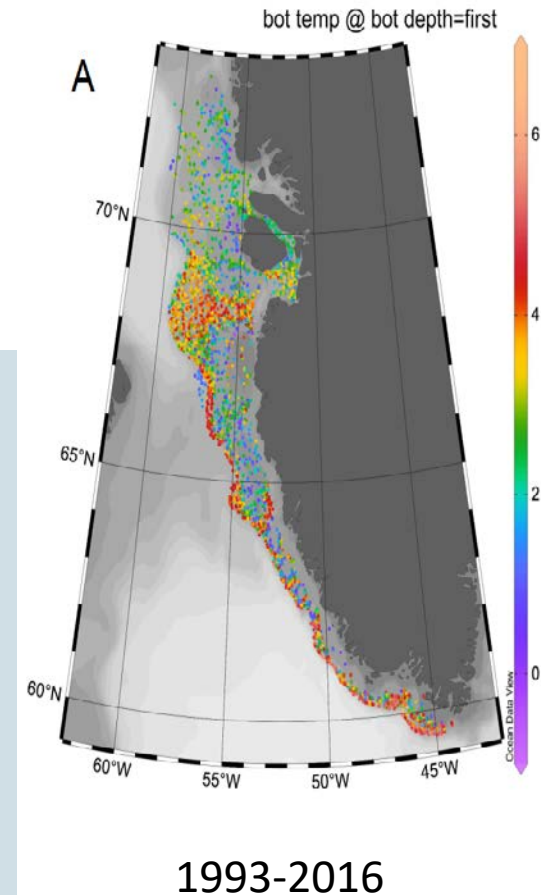 bot temp @ bot depth=first
A
6
70°N
4
65°N
2
0
60°N
Ocean Data View
60°W
55°W
50°W
45°W
1993-2016